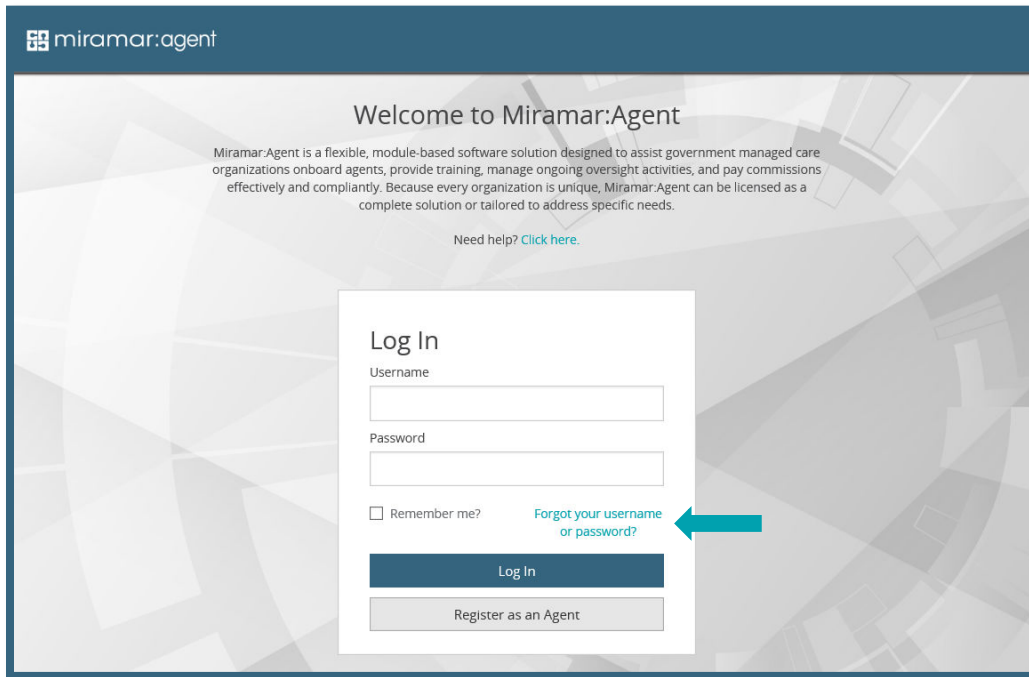 miramar:agent
Welcome to Miramar:Agent
Miramar:Agent is a flexible, module-based software solution designed to assist government managed care
organizations onboard agents, provide training, manage ongoing oversight activities, and pay commissions
effectively and compliantly. Because every organization is unique, Miramar:Agent can be licensed as a
complete solution or tailored to address specific needs.
Need help? Click here.
Log In
Username
Password
Remember me?
Forgot your username
or password?
Log In
Register as an Agent